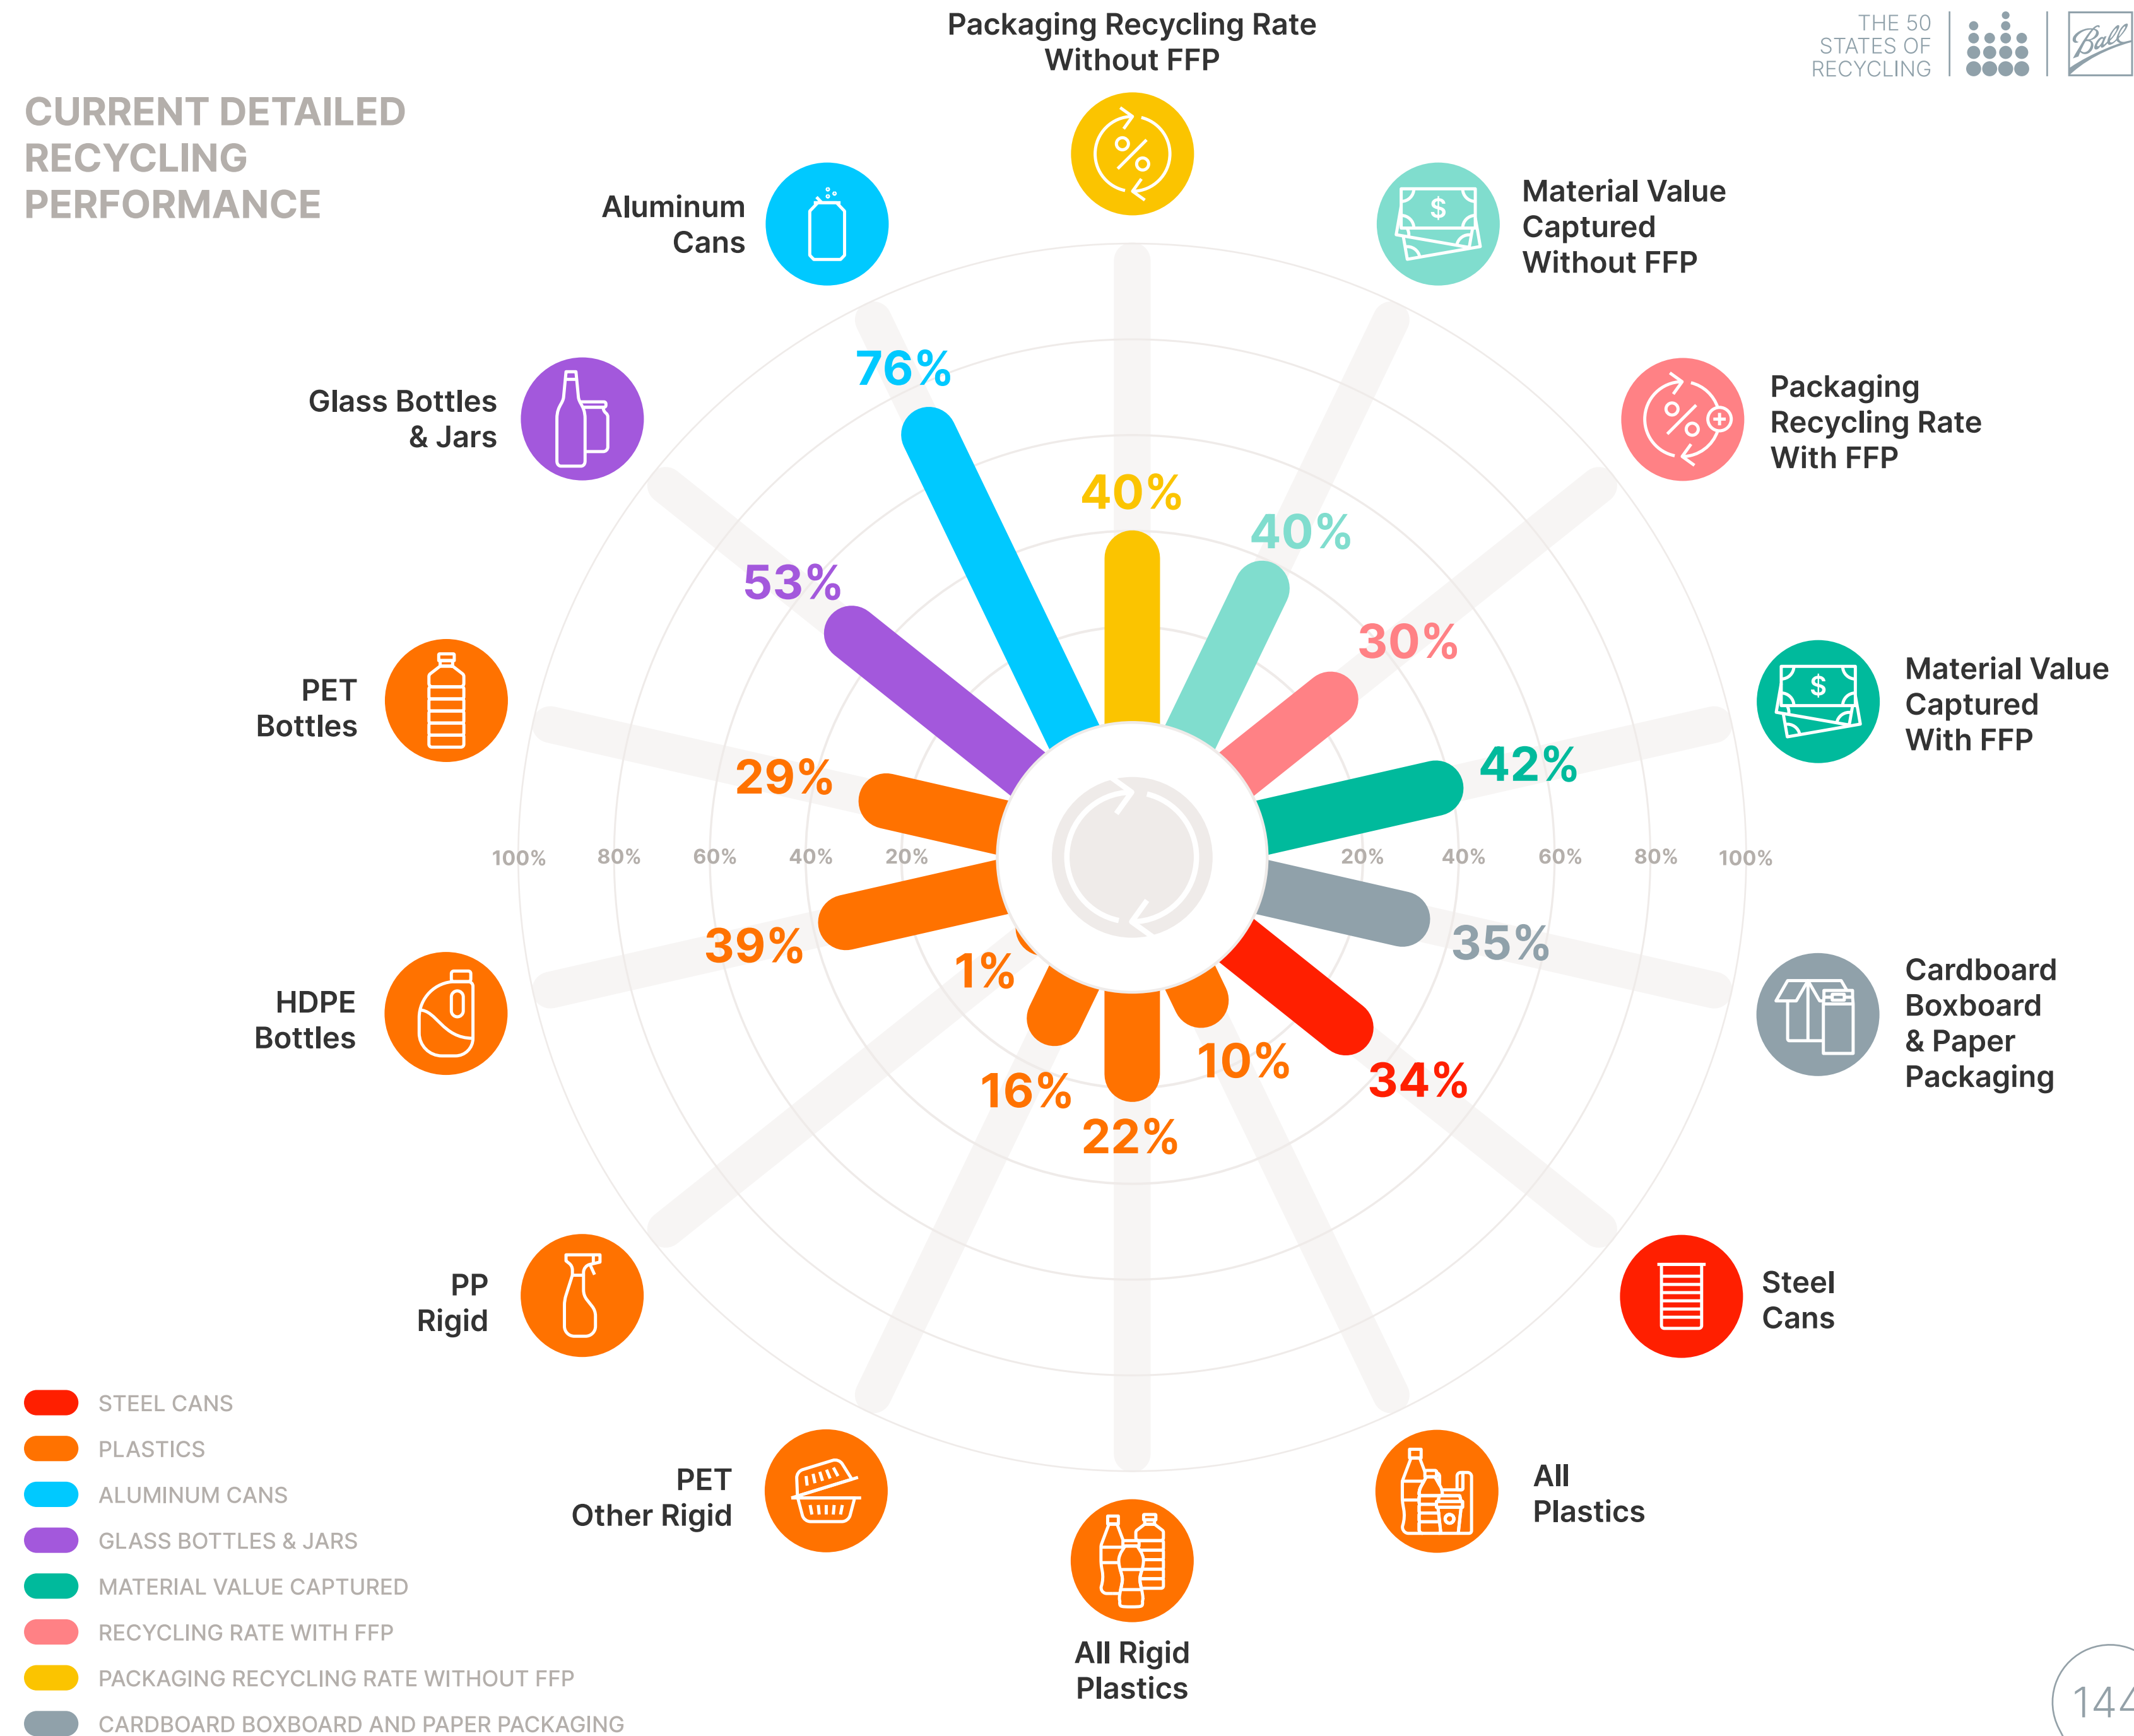 THE 50
STATES OF
RECYCLING
Ball
CURRENT DETAILED
RECYCLING
PERFORMANCE
Packaging Recycling Rate
Without FFP
Material Value
Captured
Without FFP
Packaging
Recycling Rate
With FFP
Material Value
Captured
With FFP
Cardboard
Boxboard
& Paper
Packaging
Steel
Cans
All
Plastics
All Rigid
Plastics
PET
Other Rigid
PP
Rigid
HDPE
Bottles
PET
Bottles
Glass Bottles
& Jars
Aluminum
Cans
$
$
%
%
40%
40%
30%
42%
35%
34%
10%
22%
16%
1%
39%
29%
53%
76%
100% 80% 60% 40% 20% 20% 40% 60% 80% 100%
STEEL CANS
PLASTICS
ALUMINUM CANS
GLASS BOTTLES & JARS
MATERIAL VALUE CAPTURED
RECYCLING RATE WITH FFP
PACKAGING RECYCLING RATE WITHOUT FFP
CARDBOARD BOXBOARD AND PAPER PACKAGING
144